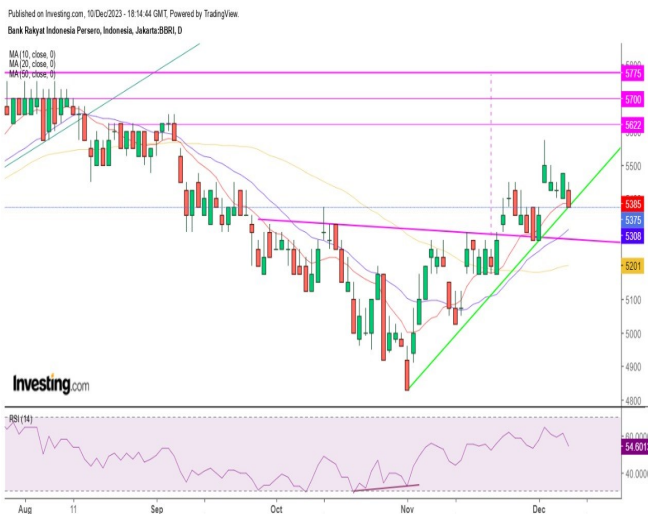 Published on Investing.com, 10/Dec/2023 - 18:14:44 GMT, Powered by TradingView.
Bank Rakyat Indonesia Persero, Indonesia, Jakarta:BBRI, D
MA (10, close, 0)
MA (20, close, 0)
MA (50, close, 0)
5775
5700
5622
5500
5385
5375
5308
5201
5100
5000
4900
4800
Investing.com
RSI (14)
60.0000
54.6013
40.0000
Aug 11 Sep Oct Nov Dec